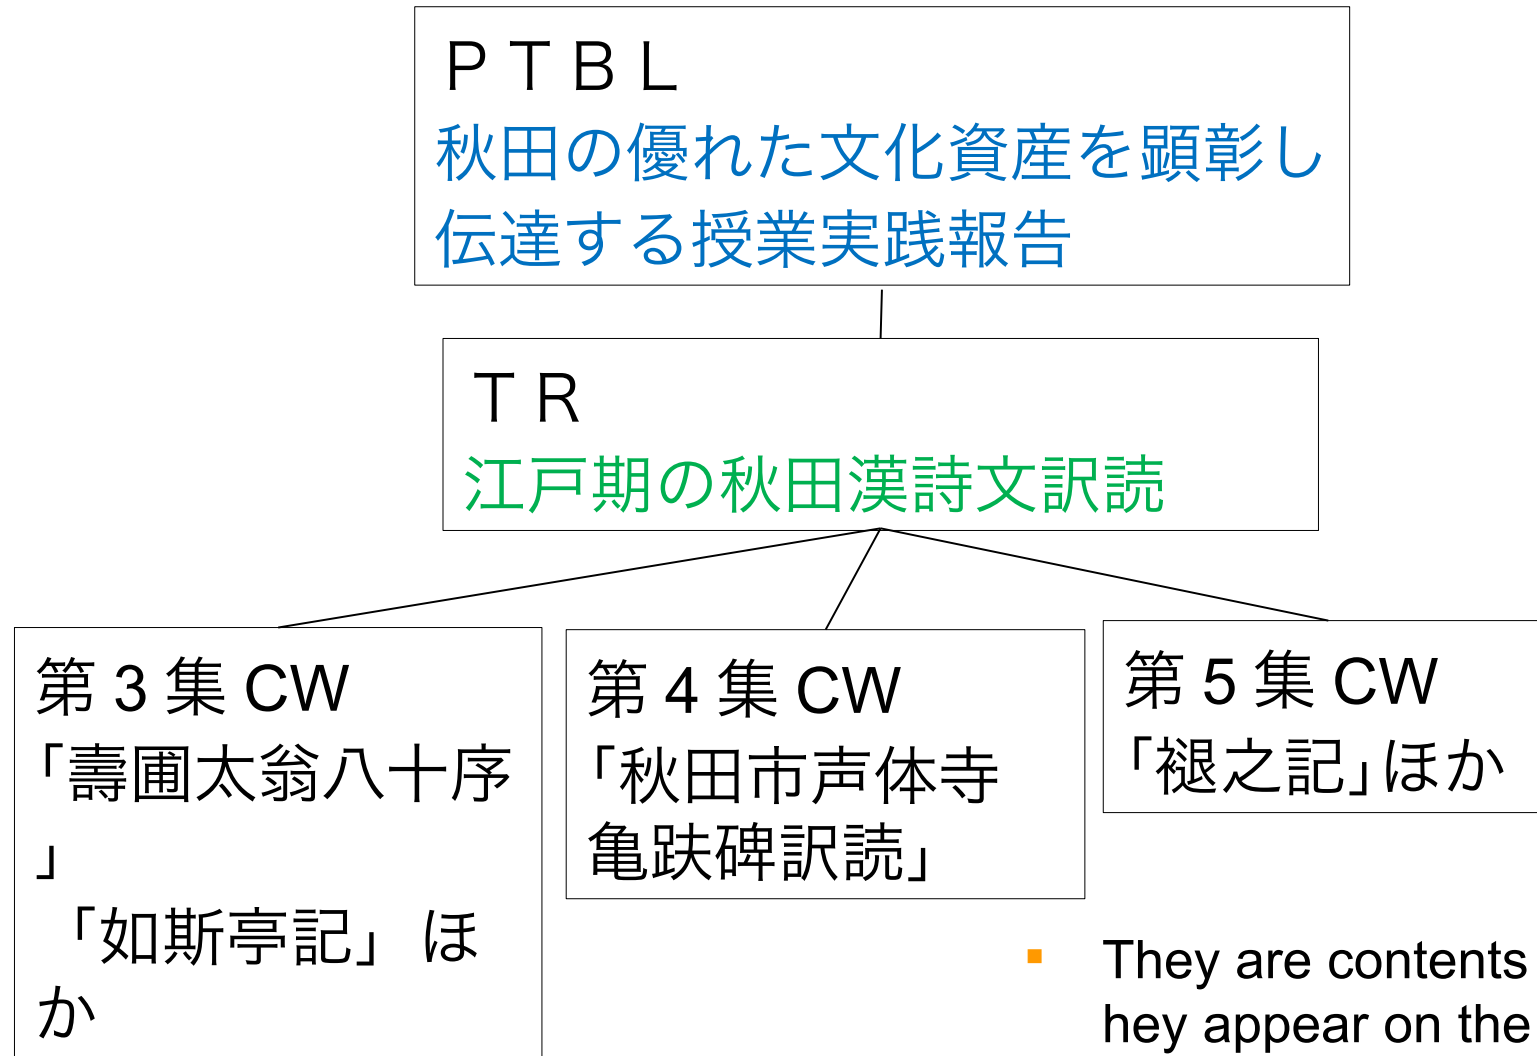 ＰＴＢＬ
秋田の優れた文化資産を顕彰し
伝達する授業実践報告
ＴＲ
江戸期の秋田漢詩文訳読
第 3 集 CW
「壽圃太翁八十序
」
「如斯亭記」ほ
か
第 4 集 CW
「秋田市声体寺
亀趺碑訳読」
第 5 集 CW
「褪之記」ほか
▪ They are contents
hey appear on the